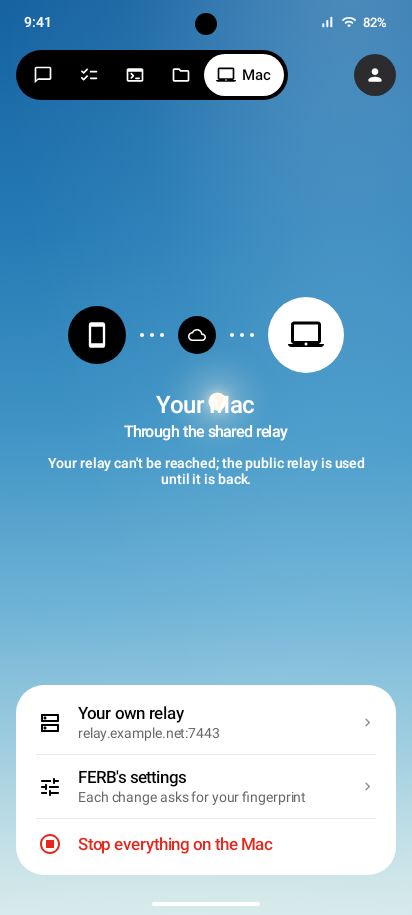 9:41
82%
Mac
Your Mac
Through the shared relay
Your relay can't be reached; the public relay is used
until it is back.
Your own relay
relay.example.net:7443
FERB's settings
Each change asks for your fingerprint
Stop everything on the Mac